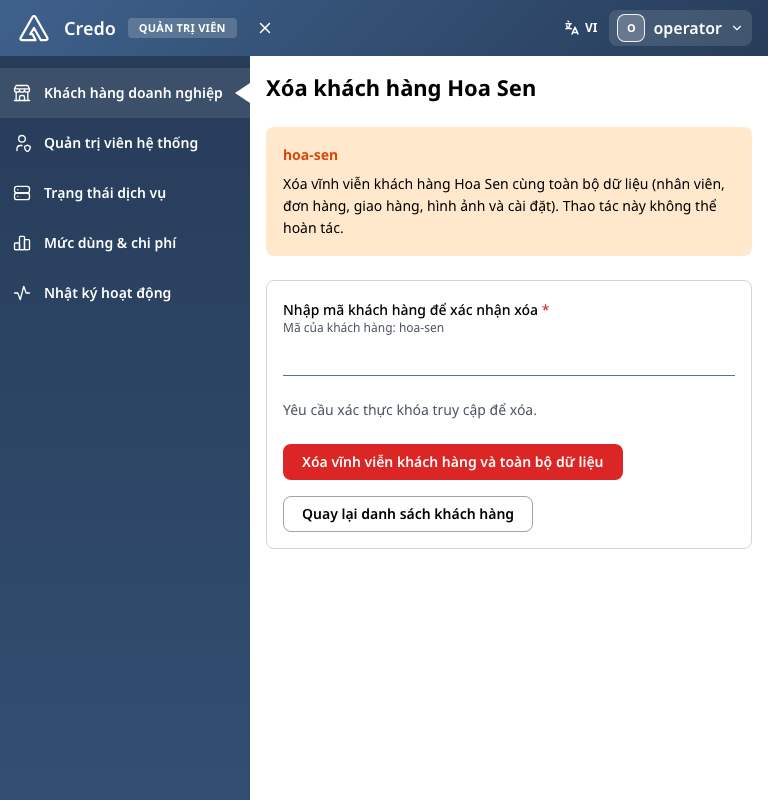 Credo
QUẢN TRỊ VIÊN
VI
O
operator
Khách hàng doanh nghiệp
Quản trị viên hệ thống
Trạng thái dịch vụ
Mức dùng & chi phí
Nhật ký hoạt động
Xóa khách hàng Hoa Sen
hoa-sen
Xóa vĩnh viễn khách hàng Hoa Sen cùng toàn bộ dữ liệu (nhân viên,
đơn hàng, giao hàng, hình ảnh và cài đặt). Thao tác này không thể
hoàn tác.
Nhập mã khách hàng để xác nhận xóa *
Mã của khách hàng: hoa-sen
Yêu cầu xác thực khóa truy cập để xóa.
Xóa vĩnh viễn khách hàng và toàn bộ dữ liệu
Quay lại danh sách khách hàng